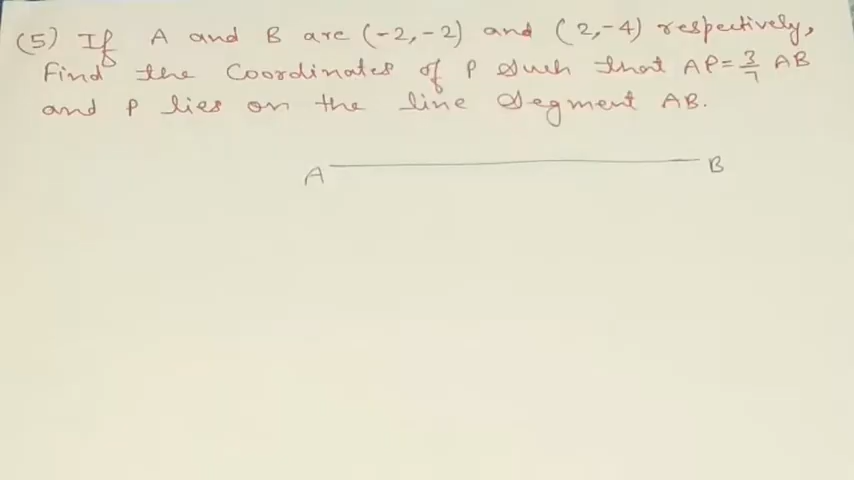 (5) If A and B are (-2,-2) and (2,-4) respectively,
Find the Coordinates of P such that AP = 3/7 AB
and P lies on the line segment AB.
A B